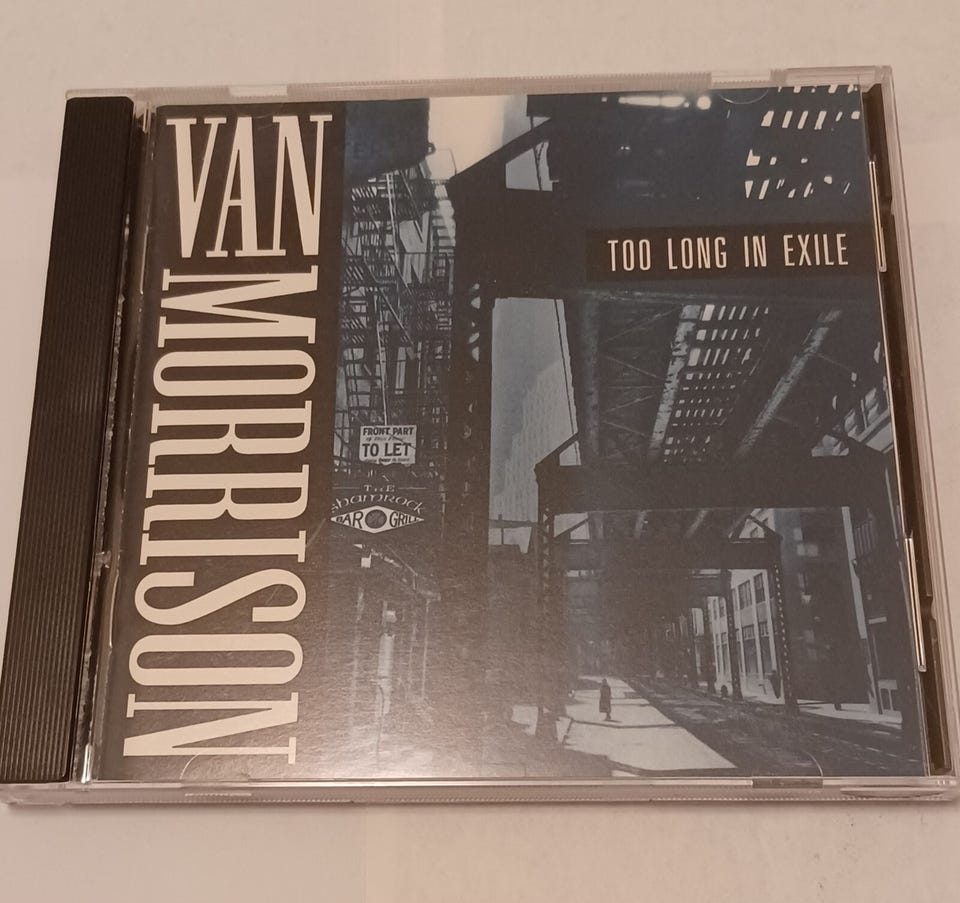 VAN
MORRISON
TOO LONG IN EXILE
FRONT PART
TO LET
THE
SHAMROCK
BAR
GRILL